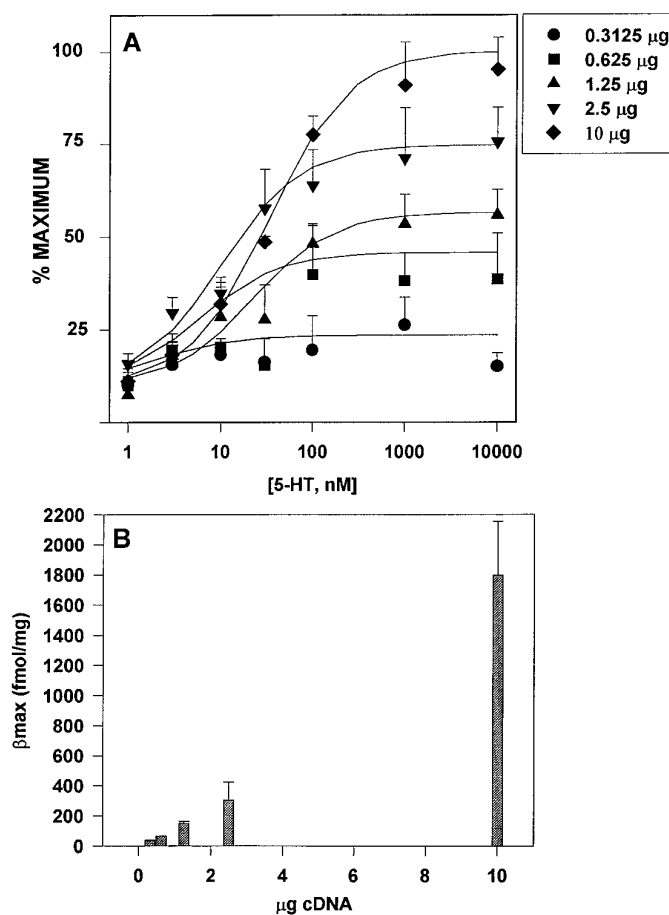 A
% MAXIMUM
100
75
50
25
1 10 100 1000 10000
[5-HT, nM]
0.3125 μg
0.625 μg
1.25 μg
2.5 μg
10 μg
B
βmax (fmol/mg)
2200
2000
1800
1600
1400
1200
1000
800
600
400
200
0
0 2 4 6 8 10
μg cDNA